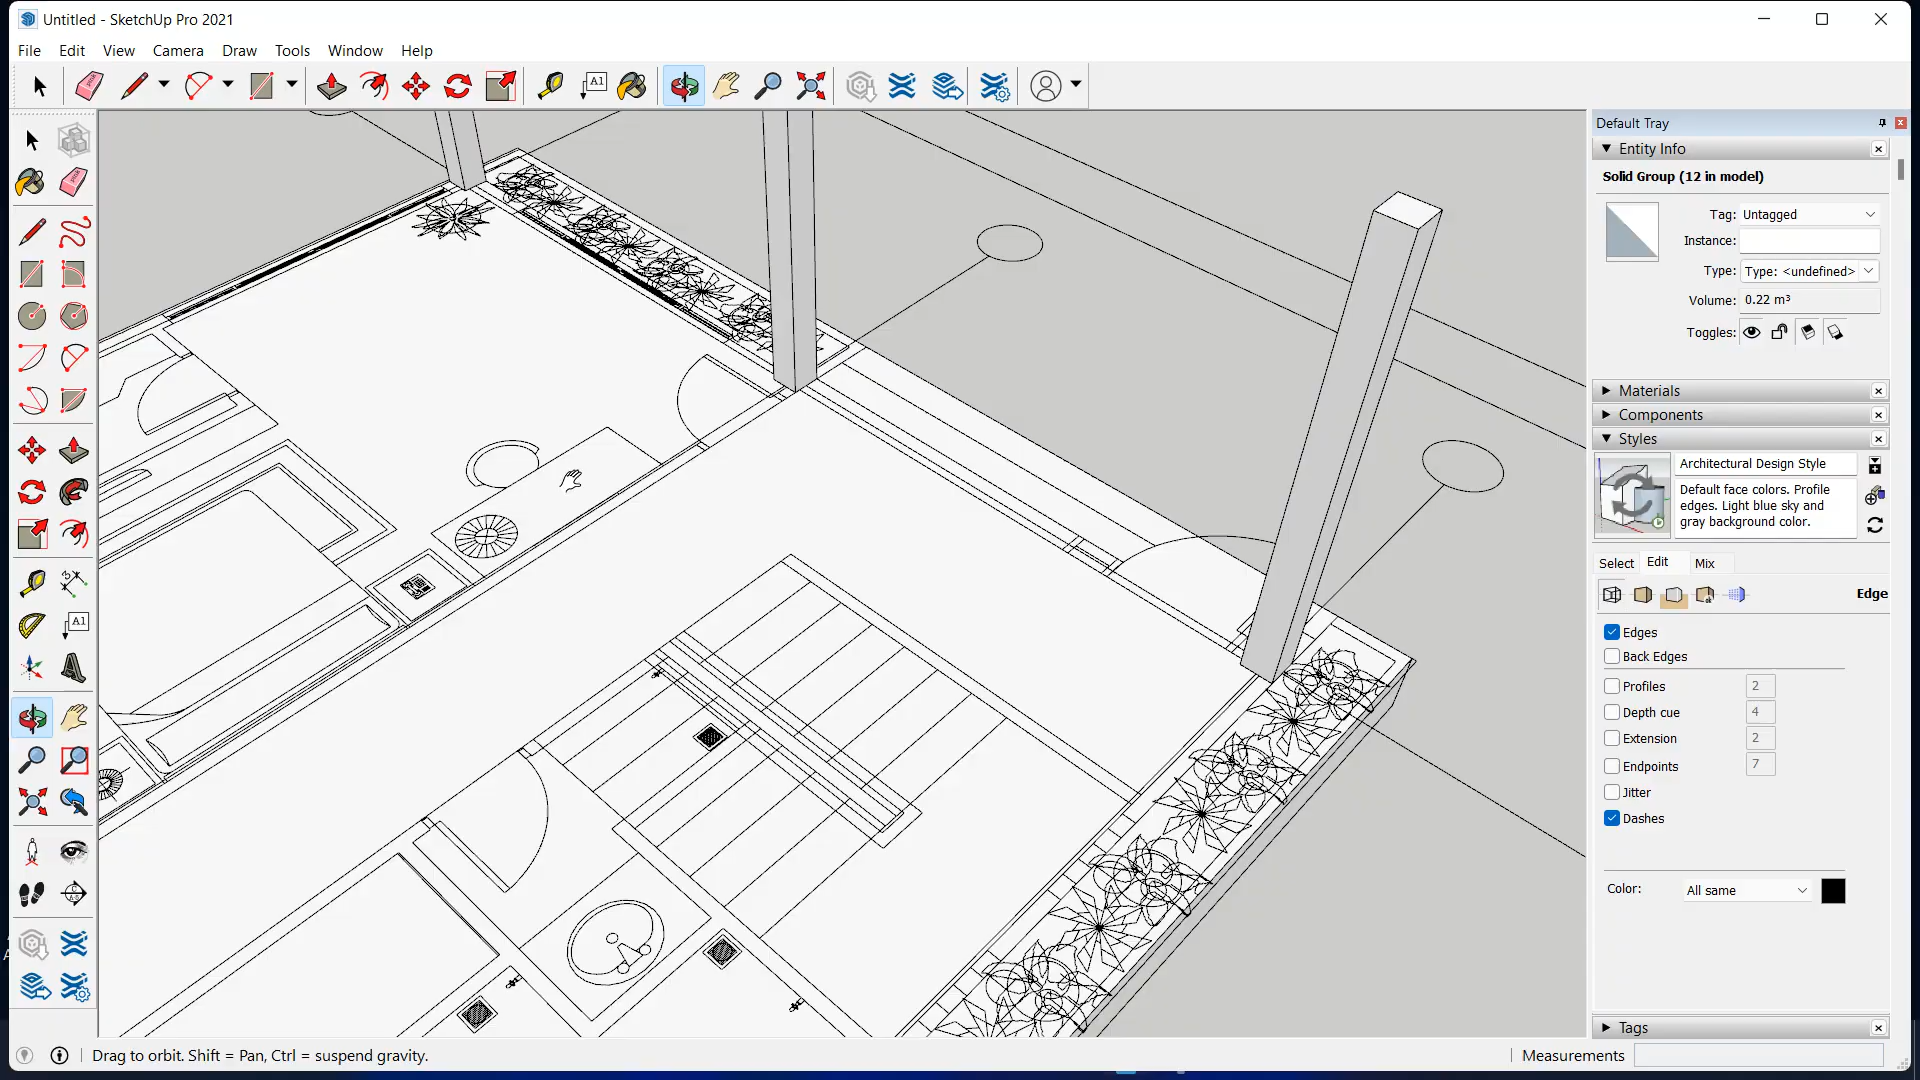 Untitled - SketchUp Pro 2021
File Edit View Camera Draw Tools Window Help
A1
Default Tray
Entity Info
Solid Group (12 in model)
Tag: Untagged
Instance:
Type: Type: <undefined>
Volume: 0.22 m³
Toggles:
Materials
Components
Styles
Architectural Design Style
Default face colors. Profile
edges. Light blue sky and
gray background color.
Select Edit Mix
Edge
Edges
Back Edges
Profiles 2
Depth cue 4
Extension 2
Endpoints 7
Jitter
Dashes
Color: All same
Tags
A1
Drag to orbit. Shift = Pan, Ctrl = suspend gravity.
Measurements